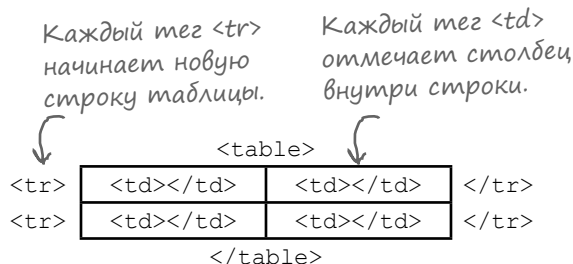 Каждый тег <tr>
начинает новую
строку таблицы.
Каждый тег <td>
отмечает столбец
внутри строки.
<table>
<tr> <td></td> <td></td> </tr>
<tr> <td></td> <td></td> </tr>
</table>